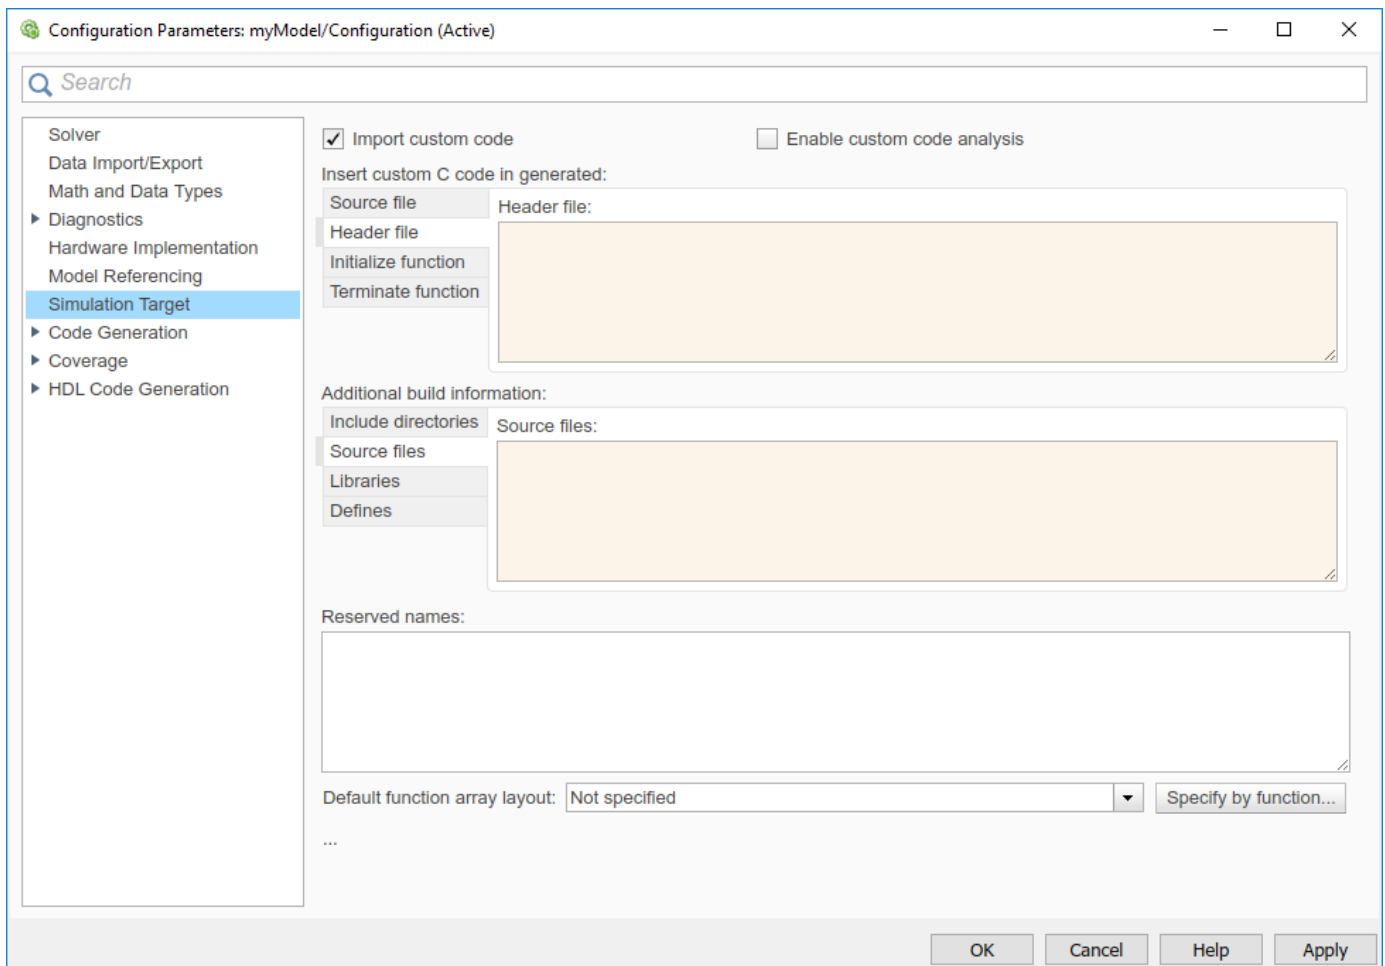 Configuration Parameters: myModel/Configuration (Active)
Search
Solver
Data Import/Export
Math and Data Types
Diagnostics
Hardware Implementation
Model Referencing
Simulation Target
Code Generation
Coverage
HDL Code Generation
Import custom code
Enable custom code analysis
Insert custom C code in generated:
Source file
Header file
Initialize function
Terminate function
Header file:
Additional build information:
Include directories
Source files
Libraries
Defines
Source files:
Reserved names:
Default function array layout: Not specified
Specify by function...
...
OK
Cancel
Help
Apply